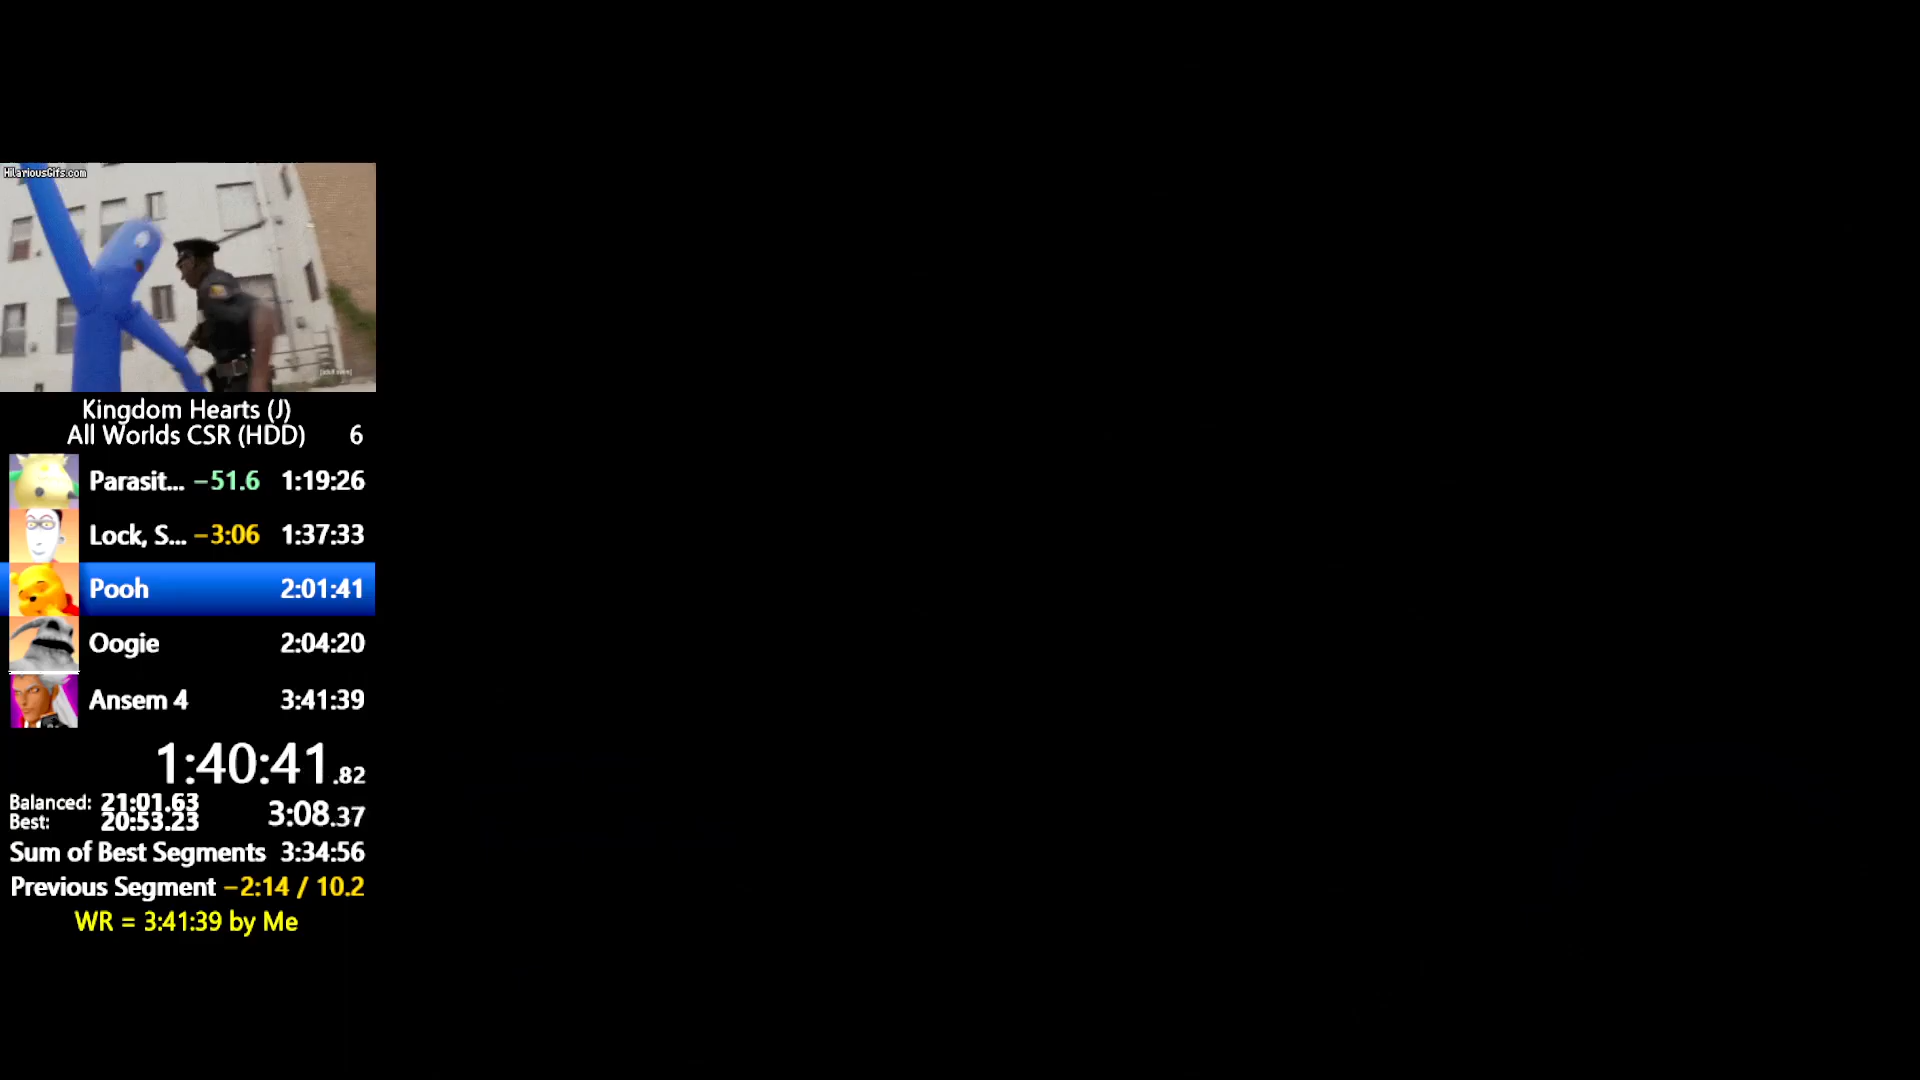 HilariousGifs.com
[adult swim]
Kingdom Hearts (J)
All Worlds CSR (HDD) 6
Parasit... −51.6 1:19:26
Lock, S... −3:06 1:37:33
Pooh 2:01:41
Oogie 2:04:20
Ansem 4 3:41:39
1:40:41.82
Balanced: 21:01.63
Best: 20:53.23
3:08.37
Sum of Best Segments 3:34:56
Previous Segment −2:14 / 10.2
WR = 3:41:39 by Me